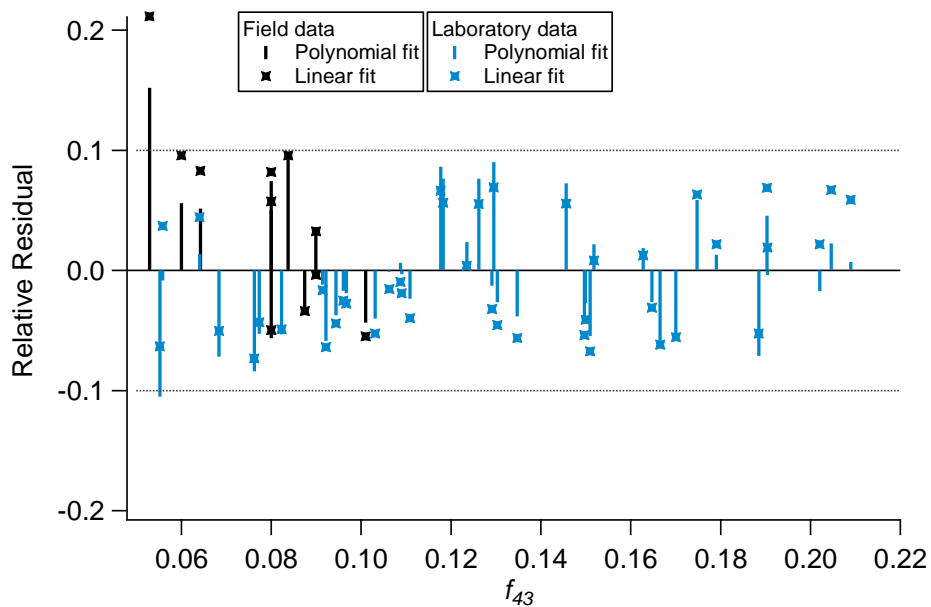 Field data
Polynomial fit
Linear fit
Laboratory data
Polynomial fit
Linear fit
Relative Residual
0.2
0.1
0.0
-0.1
-0.2
0.06 0.08 0.10 0.12 0.14 0.16 0.18 0.20 0.22
f43